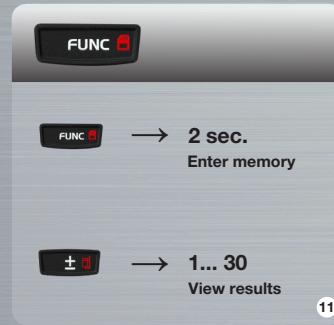 FUNC
FUNC → 2 sec.
Enter memory
± → 1... 30
View results
11